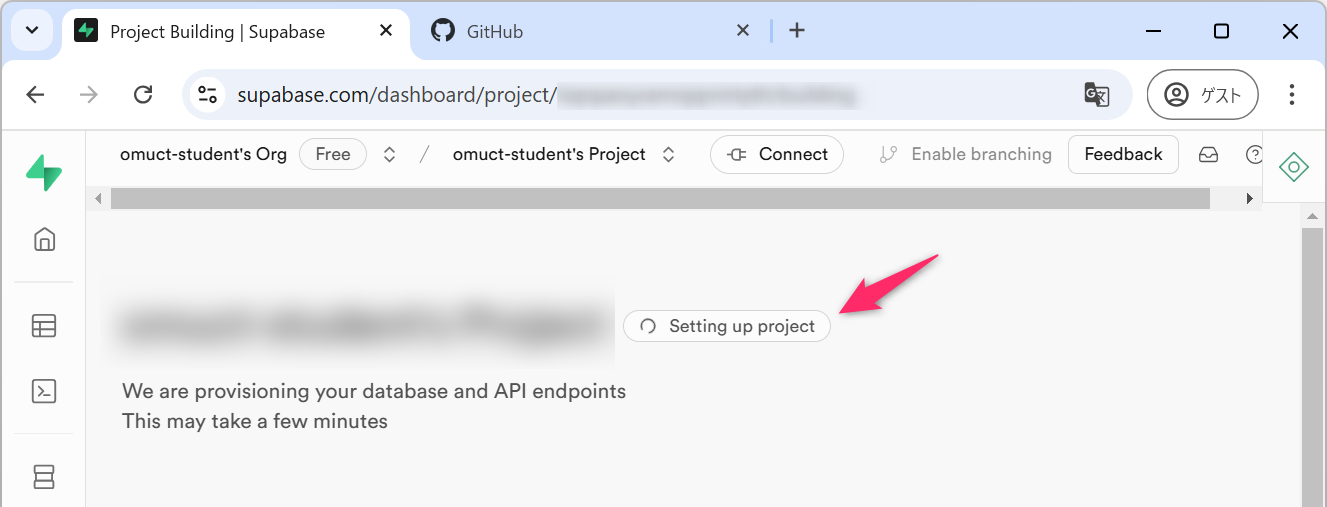 Project Building | Supabase
GitHub
supabase.com/dashboard/project/
ゲスト
omuct-student's Org Free / omuct-student's Project Connect Enable branching Feedback
Setting up project
We are provisioning your database and API endpoints
This may take a few minutes